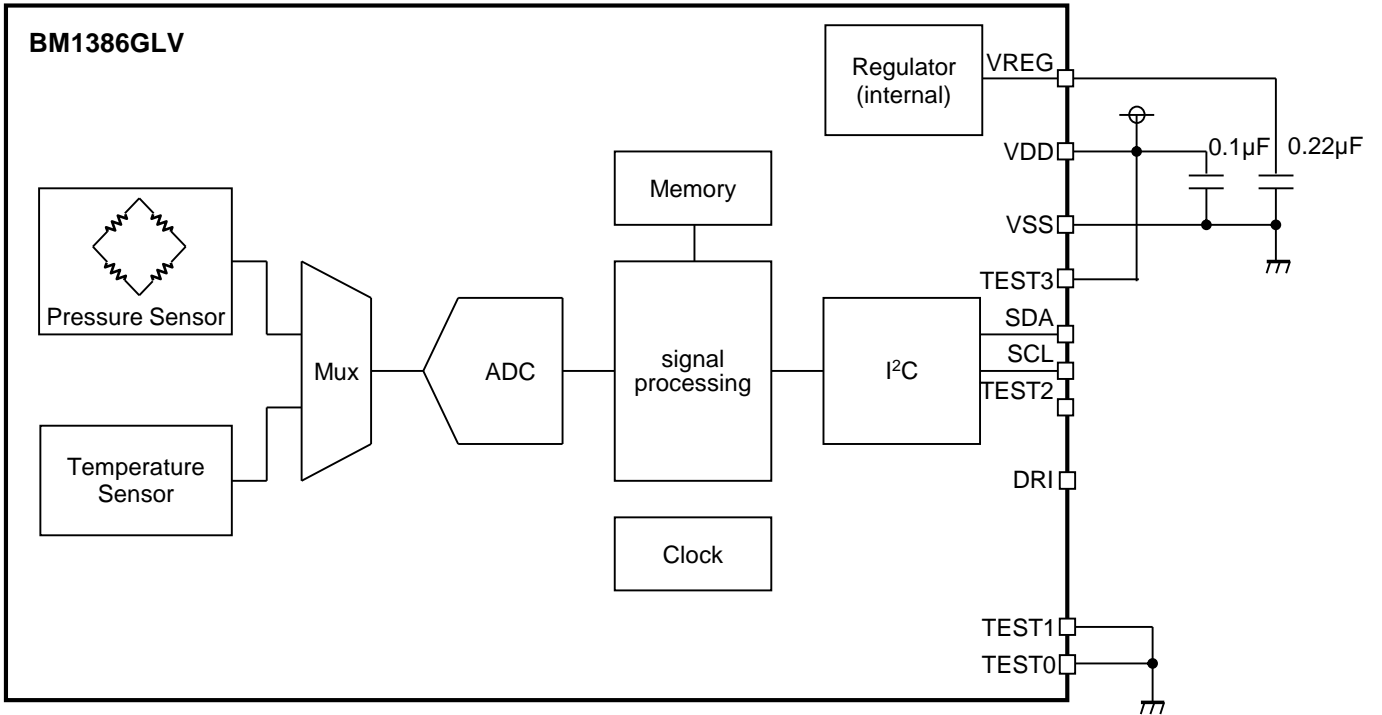 BM1386GLV
Regulator
(internal)
VREG
VDD
0.1µF
0.22µF
Memory
VSS
TEST3
Pressure Sensor
SDA
Mux
ADC
signal
processing
I²C
SCL
TEST2
Temperature
Sensor
DRI
Clock
TEST1
TEST0